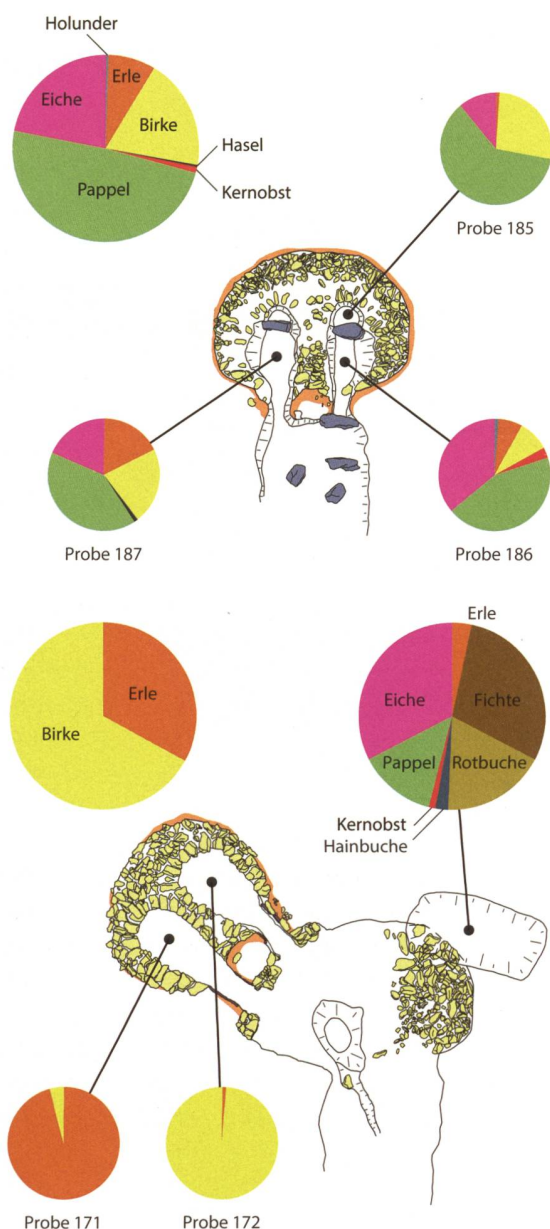 Holunder
Erle
Eiche
Birke
Hasel
Pappel
Kernobst
Probe 185
Probe 187
Probe 186
Erle
Erle
Birke
Eiche
Fichte
Pappel
Rotbuche
Kernobst
Hainbuche
Probe 171
Probe 172